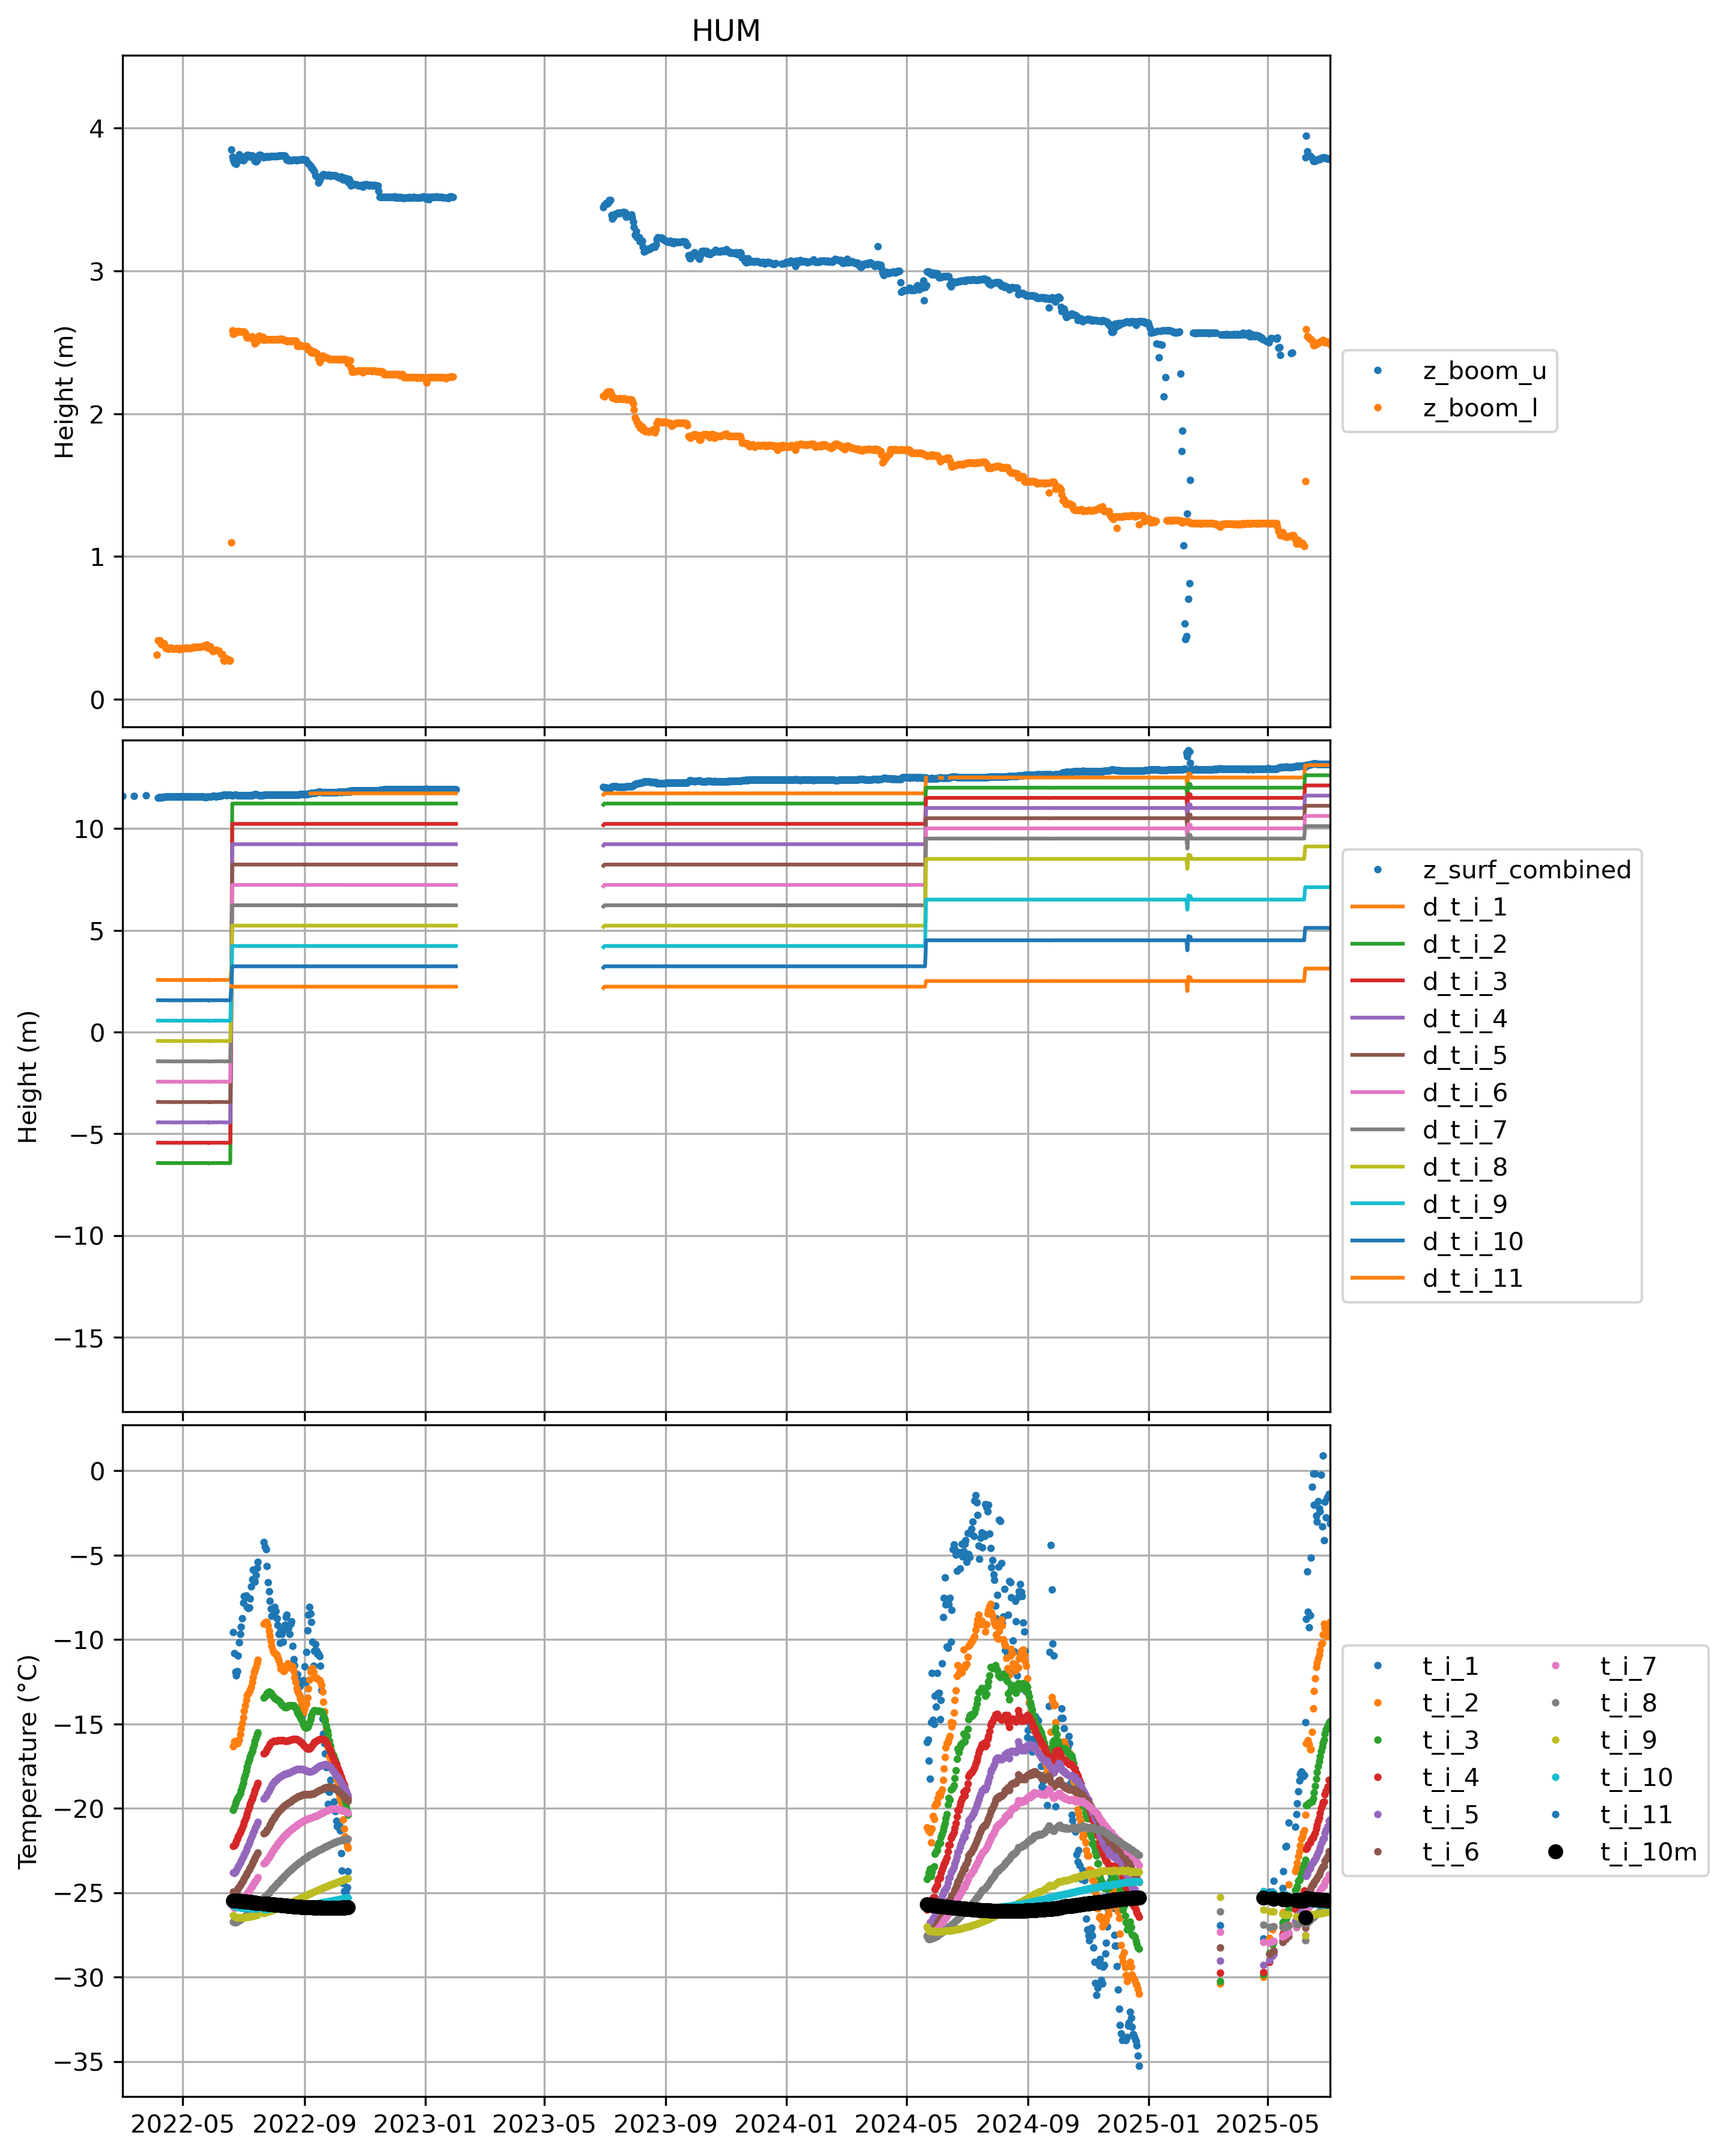 HUM
Height (m)
4
3
2
1
0
z_boom_u
z_boom_l
Height (m)
10
5
0
−5
−10
−15
z_surf_combined
d_t_i_1
d_t_i_2
d_t_i_3
d_t_i_4
d_t_i_5
d_t_i_6
d_t_i_7
d_t_i_8
d_t_i_9
d_t_i_10
d_t_i_11
Temperature (°C)
0
−5
−10
−15
−20
−25
−30
−35
t_i_1
t_i_2
t_i_3
t_i_4
t_i_5
t_i_6
t_i_7
t_i_8
t_i_9
t_i_10
t_i_11
t_i_10m
2022-05 2022-09 2023-01 2023-05 2023-09 2024-01 2024-05 2024-09 2025-01 2025-05